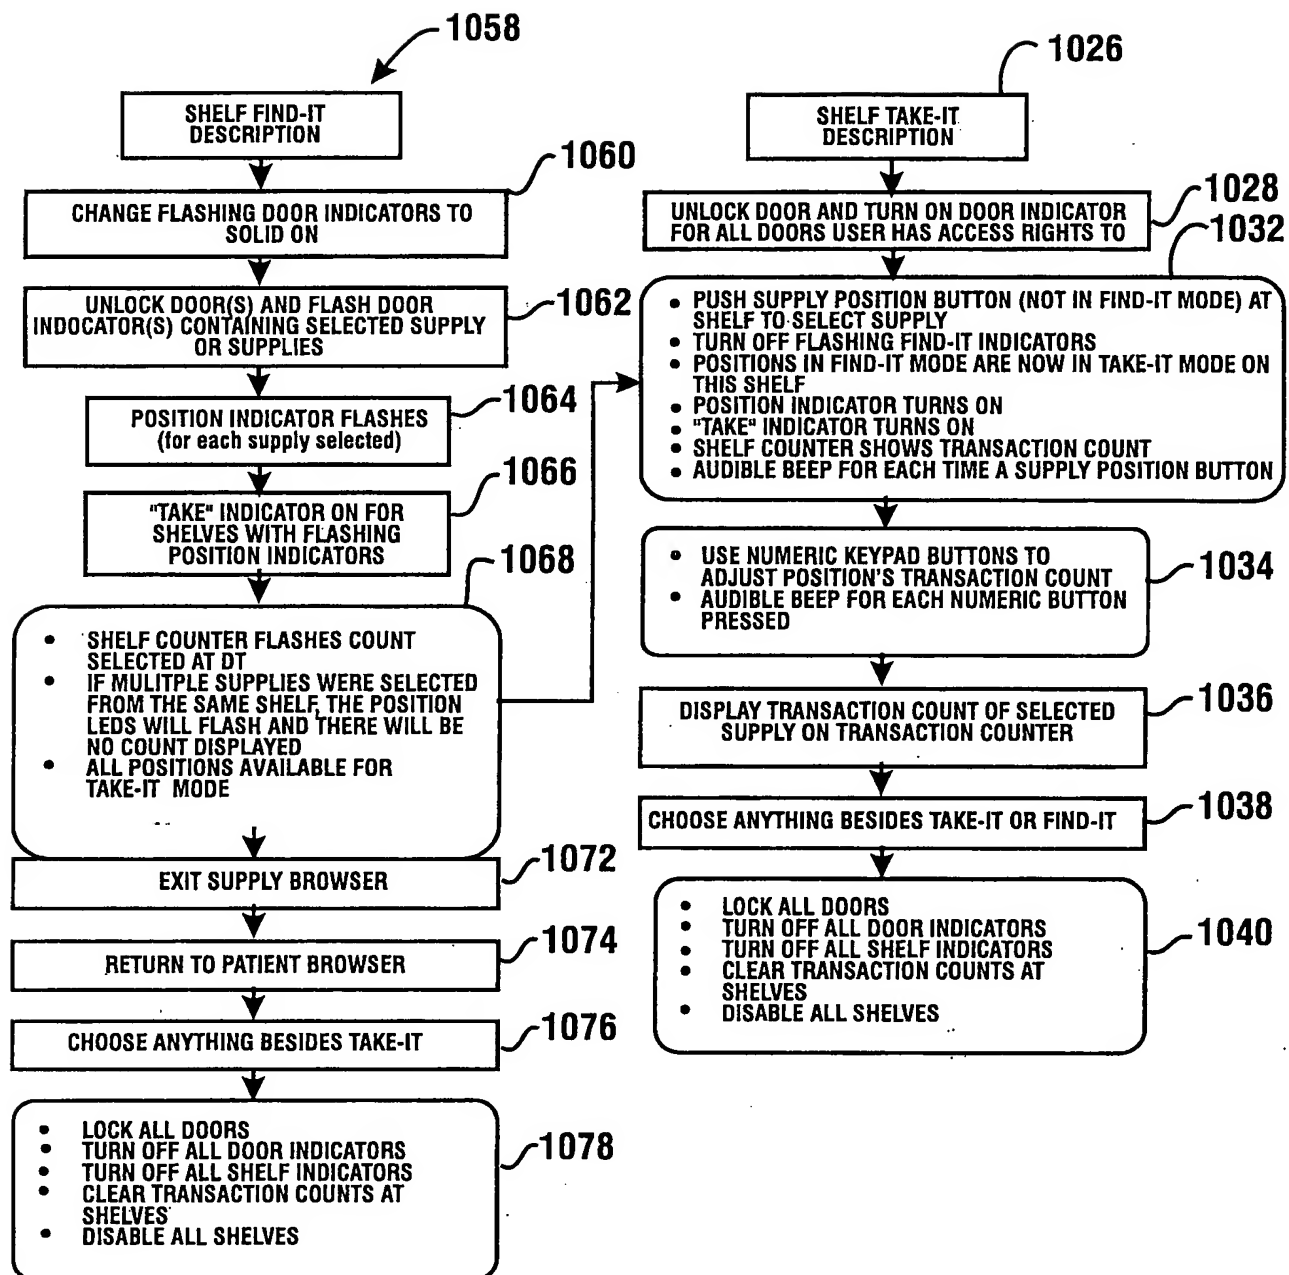 1058
SHELF FIND-IT
DESCRIPTION
1060
CHANGE FLASHING DOOR INDICATORS TO
SOLID ON
UNLOCK DOOR(S) AND FLASH DOOR
INDOCATOR(S) CONTAINING SELECTED SUPPLY
OR SUPPLIES
1062
POSITION INDICATOR FLASHES
(for each supply selected)
1064
"TAKE" INDICATOR ON FOR
SHELVES WITH FLASHING
POSITION INDICATORS
1066
1068
• SHELF COUNTER FLASHES COUNT
SELECTED AT DT
• IF MULITPLE SUPPLIES WERE SELECTED
FROM THE SAME SHELF, THE POSITION
LEDS WILL FLASH AND THERE WILL BE
NO COUNT DISPLAYED
• ALL POSITIONS AVAILABLE FOR
TAKE-IT MODE
EXIT SUPPLY BROWSER
1072
RETURN TO PATIENT BROWSER
1074
CHOOSE ANYTHING BESIDES TAKE-IT
1076
• LOCK ALL DOORS
• TURN OFF ALL DOOR INDICATORS
• TURN OFF ALL SHELF INDICATORS
• CLEAR TRANSACTION COUNTS AT
SHELVES
• DISABLE ALL SHELVES
1078
1026
SHELF TAKE-IT
DESCRIPTION
UNLOCK DOOR AND TURN ON DOOR INDICATOR
FOR ALL DOORS USER HAS ACCESS RIGHTS TO
1028
1032
• PUSH SUPPLY POSITION BUTTON (NOT IN FIND-IT MODE) AT
SHELF TO SELECT SUPPLY
• TURN OFF FLASHING FIND-IT INDICATORS
• POSITIONS IN FIND-IT MODE ARE NOW IN TAKE-IT MODE ON
THIS SHELF
• POSITION INDICATOR TURNS ON
• "TAKE" INDICATOR TURNS ON
• SHELF COUNTER SHOWS TRANSACTION COUNT
• AUDIBLE BEEP FOR EACH TIME A SUPPLY POSITION BUTTON
• USE NUMERIC KEYPAD BUTTONS TO
ADJUST POSITION'S TRANSACTION COUNT
• AUDIBLE BEEP FOR EACH NUMERIC BUTTON
PRESSED
1034
DISPLAY TRANSACTION COUNT OF SELECTED
SUPPLY ON TRANSACTION COUNTER
1036
CHOOSE ANYTHING BESIDES TAKE-IT OR FIND-IT
1038
• LOCK ALL DOORS
• TURN OFF ALL DOOR INDICATORS
• TURN OFF ALL SHELF INDICATORS
• CLEAR TRANSACTION COUNTS AT
SHELVES
• DISABLE ALL SHELVES
1040